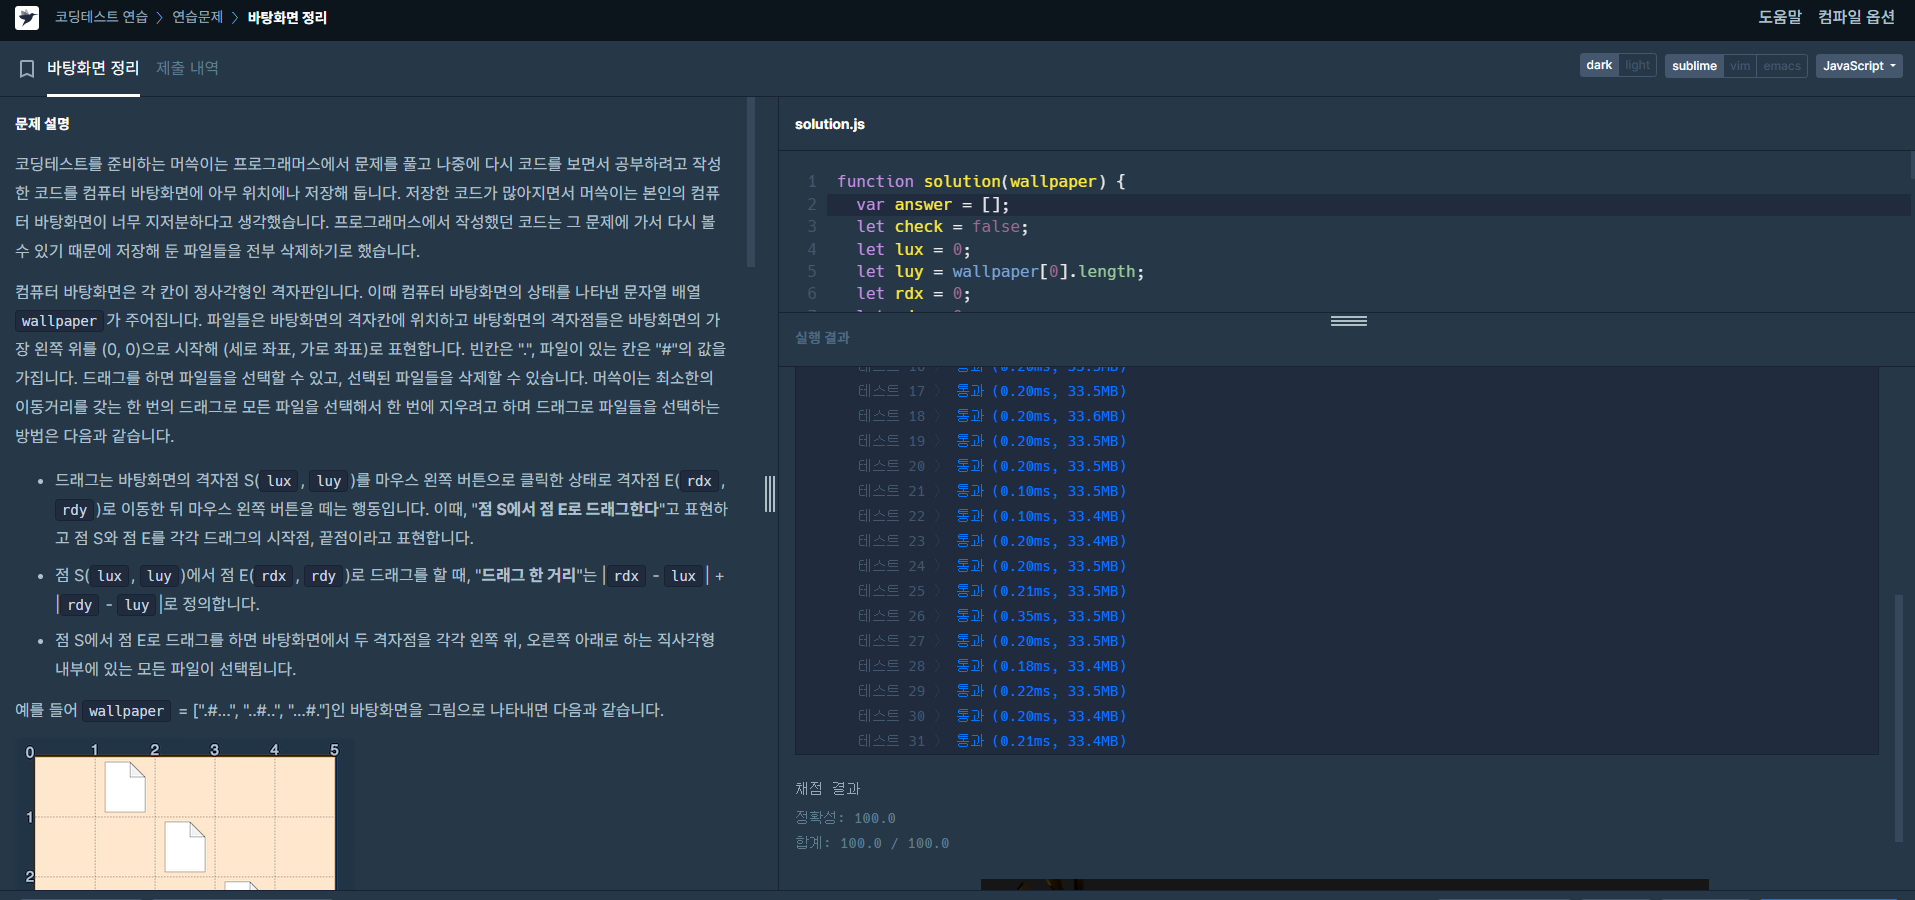 코딩테스트 연습 > 연습문제 > 바탕화면 정리
도움말 컴파일 옵션
바탕화면 정리 제출 내역
dark light sublime vim emacs JavaScript
문제 설명
코딩테스트를 준비하는 머쓱이는 프로그래머스에서 문제를 풀고 나중에 다시 코드를 보면서 공부하려고 작성
한 코드를 컴퓨터 바탕화면에 아무 위치에나 저장해 둡니다. 저장한 코드가 많아지면서 머쓱이는 본인의 컴퓨
터 바탕화면이 너무 지저분하다고 생각했습니다. 프로그래머스에서 작성했던 코드는 그 문제에 가서 다시 볼
수 있기 때문에 저장해 둔 파일들을 전부 삭제하기로 했습니다.
컴퓨터 바탕화면은 각 칸이 정사각형인 격자판입니다. 이때 컴퓨터 바탕화면의 상태를 나타낸 문자열 배열
wallpaper 가 주어집니다. 파일들은 바탕화면의 격자칸에 위치하고 바탕화면의 격자점들은 바탕화면의 가
장 왼쪽 위를 (0, 0)으로 시작해 (세로 좌표, 가로 좌표)로 표현합니다. 빈칸은 ".", 파일이 있는 칸은 "#"의 값을
가집니다. 드래그를 하면 파일들을 선택할 수 있고, 선택된 파일들을 삭제할 수 있습니다. 머쓱이는 최소한의
이동거리를 갖는 한 번의 드래그로 모든 파일을 선택해서 한 번에 지우려고 하며 드래그로 파일들을 선택하는
방법은 다음과 같습니다.
• 드래그는 바탕화면의 격자점 S( lux , luy )를 마우스 왼쪽 버튼으로 클릭한 상태로 격자점 E( rdx ,
rdy )로 이동한 뒤 마우스 왼쪽 버튼을 떼는 행동입니다. 이때, "점 S에서 점 E로 드래그한다"고 표현하
고 점 S와 점 E를 각각 드래그의 시작점, 끝점이라고 표현합니다.
• 점 S( lux , luy )에서 점 E( rdx , rdy )로 드래그를 할 때, "드래그 한 거리"는 | rdx - lux | +
| rdy - luy |로 정의합니다.
• 점 S에서 점 E로 드래그를 하면 바탕화면에서 두 격자점을 각각 왼쪽 위, 오른쪽 아래로 하는 직사각형
내부에 있는 모든 파일이 선택됩니다.
예를 들어 wallpaper = [".#...", "..#..", "...#."]인 바탕화면을 그림으로 나타내면 다음과 같습니다.
0 1 2 3 4 5
1
2
solution.js
1 function solution(wallpaper) {
2 var answer = [];
3 let check = false;
4 let lux = 0;
5 let luy = wallpaper[0].length;
6 let rdx = 0;
실행 결과
테스트 16 > 통과 (0.20ms, 33.5MB)
테스트 17 > 통과 (0.20ms, 33.5MB)
테스트 18 > 통과 (0.20ms, 33.6MB)
테스트 19 > 통과 (0.20ms, 33.5MB)
테스트 20 > 통과 (0.20ms, 33.5MB)
테스트 21 > 통과 (0.10ms, 33.5MB)
테스트 22 > 통과 (0.10ms, 33.4MB)
테스트 23 > 통과 (0.20ms, 33.4MB)
테스트 24 > 통과 (0.20ms, 33.5MB)
테스트 25 > 통과 (0.21ms, 33.5MB)
테스트 26 > 통과 (0.35ms, 33.5MB)
테스트 27 > 통과 (0.20ms, 33.5MB)
테스트 28 > 통과 (0.18ms, 33.4MB)
테스트 29 > 통과 (0.22ms, 33.5MB)
테스트 30 > 통과 (0.20ms, 33.4MB)
테스트 31 > 통과 (0.21ms, 33.4MB)
채점 결과
정확성: 100.0
합계: 100.0 / 100.0